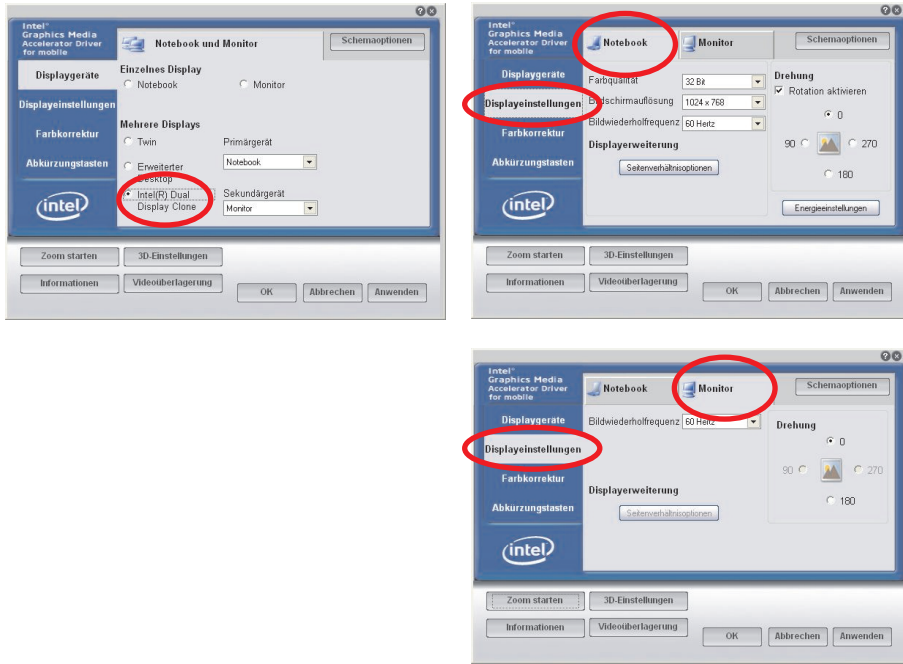 Intel®
Graphics Media
Accelerator Driver
for mobile
Notebook und Monitor
Schemaoptionen
Displaygeräte
Displayeinstellungen
Farbkorrektur
Abkürzungstasten
intel
Einzelnes Display
Notebook
Monitor
Mehrere Displays
Twin
Primärgerät
Erweiterter
Desktop
Notebook
Intel(R) Dual
Display Clone
Sekundärgerät
Monitor
Zoom starten
3D-Einstellungen
Informationen
Videoüberlagerung
OK
Abbrechen
Anwenden
Intel®
Graphics Media
Accelerator Driver
for mobile
Notebook
Monitor
Schemaoptionen
Displaygeräte
Displayeinstellungen
Farbkorrektur
Abkürzungstasten
intel
Farbqualität
32 Bit
Bildschirmauflösung
1024 x 768
Bildwiederholfrequenz
60 Hertz
Displayerweiterung
Seitenverhältnisoptionen
Drehung
Rotation aktivieren
0
90
270
180
Energieeinstellungen
Zoom starten
3D-Einstellungen
Informationen
Videoüberlagerung
OK
Abbrechen
Anwenden
Intel®
Graphics Media
Accelerator Driver
for mobile
Notebook
Monitor
Schemaoptionen
Displaygeräte
Displayeinstellungen
Farbkorrektur
Abkürzungstasten
intel
Bildwiederholfrequenz
60 Hertz
Displayerweiterung
Seitenverhältnisoptionen
Drehung
0
90
270
180
Zoom starten
3D-Einstellungen
Informationen
Videoüberlagerung
OK
Abbrechen
Anwenden